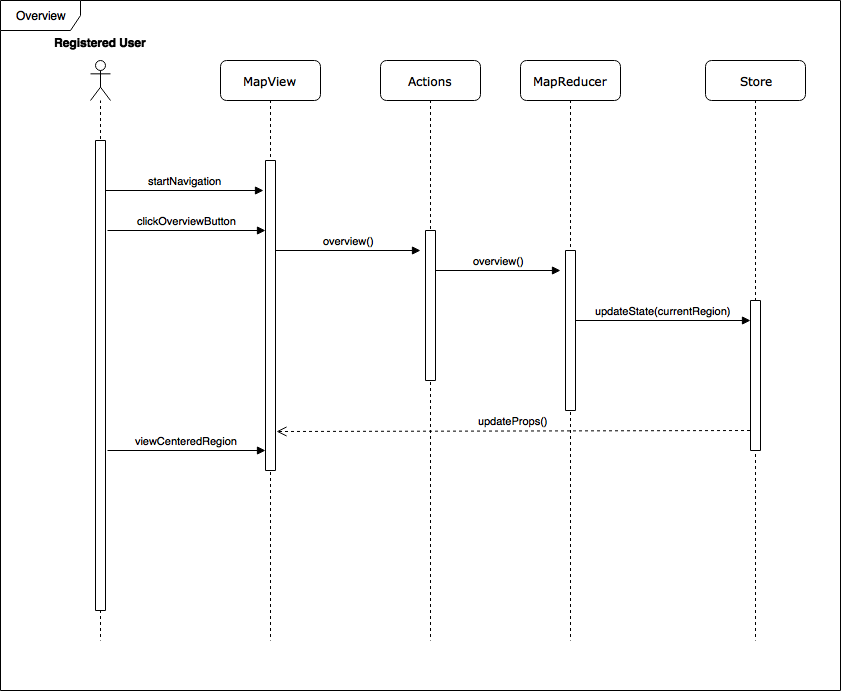 Overview
Registered User
MapView
Actions
MapReducer
Store
startNavigation
clickOverviewButton
overview()
overview()
updateState(currentRegion)
updateProps()
viewCenteredRegion